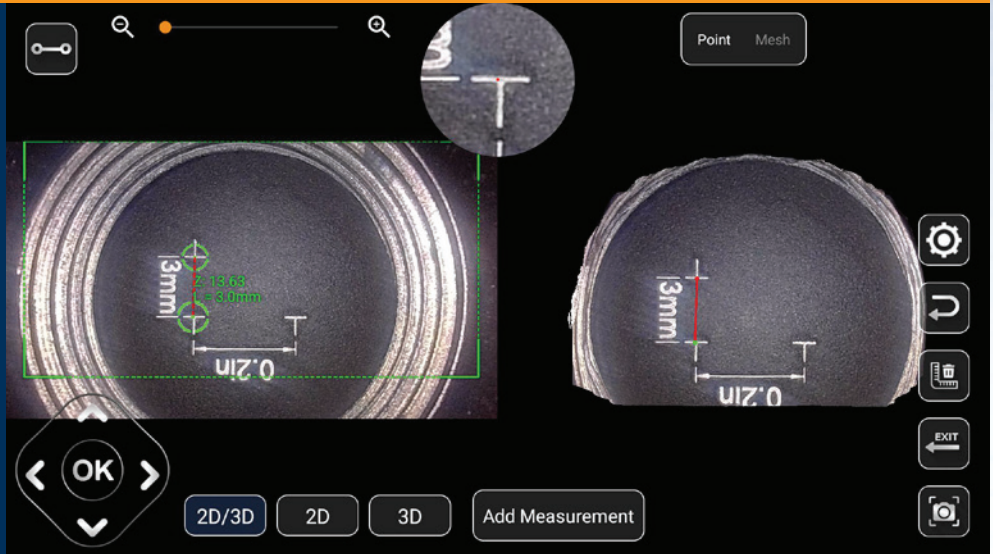 Point Mesh
3mm
Z: 13.63
L = 3.0mm
0.2in
3mm
0.2in
EXIT
OK
2D/3D 2D 3D Add Measurement